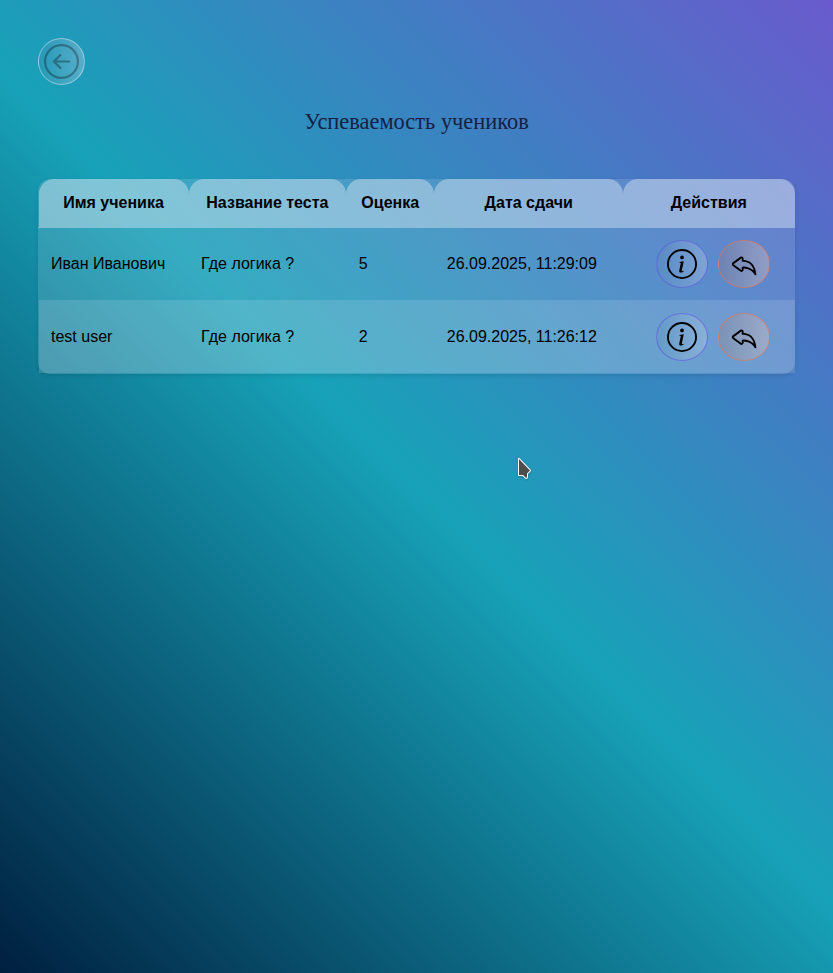 Успеваемость учеников
Имя ученика Название теста Оценка Дата сдачи Действия
Иван Иванович Где логика ? 5 26.09.2025, 11:29:09
test user Где логика ? 2 26.09.2025, 11:26:12